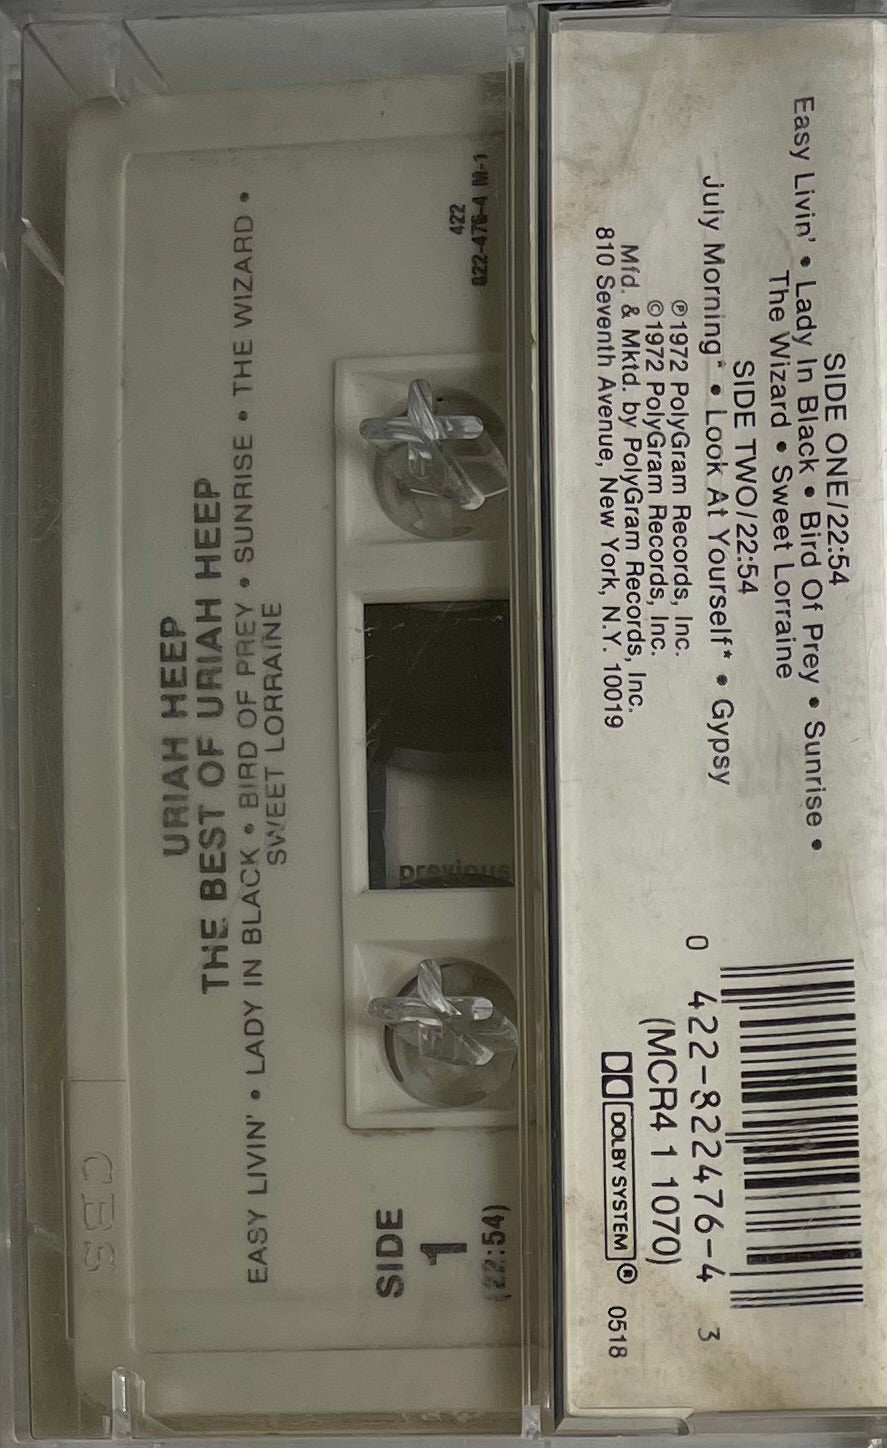 URIAH HEEP
THE BEST OF URIAH HEEP
EASY LIVIN' • LADY IN BLACK • BIRD OF PREY • SUNRISE • THE WIZARD •
SWEET LORRAINE
422
822-476-4 M-1
SIDE
1
(22:54)
CBS
previous
SIDE ONE/22:54
Easy Livin' • Lady In Black • Bird Of Prey • Sunrise •
The Wizard • Sweet Lorraine
SIDE TWO/22:54
July Morning* • Look At Yourself* • Gypsy
℗1972 PolyGram Records, Inc.
©1972 PolyGram Records, Inc.
Mfd. & Mktd. by PolyGram Records, Inc.
810 Seventh Avenue, New York, N.Y. 10019
0 422-822476-4 3
(MCR4 1 1070)
DOLBY SYSTEM ® 0518